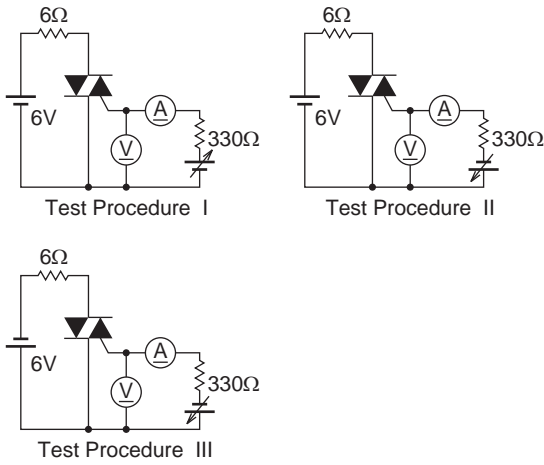 6Ω
6V
A
V
330Ω
Test Procedure I
6Ω
6V
A
V
330Ω
Test Procedure II
6Ω
6V
A
V
330Ω
Test Procedure III